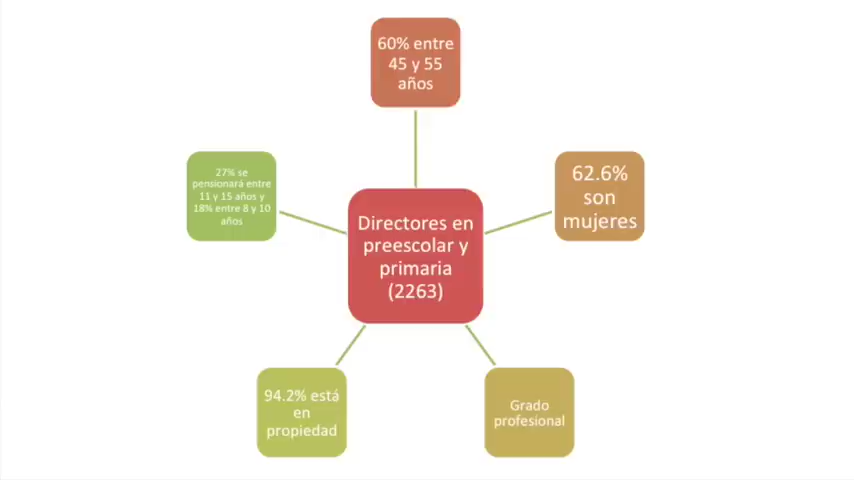 60% entre
45 y 55
años
27% se
pensionará entre
11 y 15 años y
18% entre 8 y 10
años
62.6%
son
mujeres
Directores en
preescolar y
primaria
(2263)
94.2% está
en
propiedad
Grado
profesional